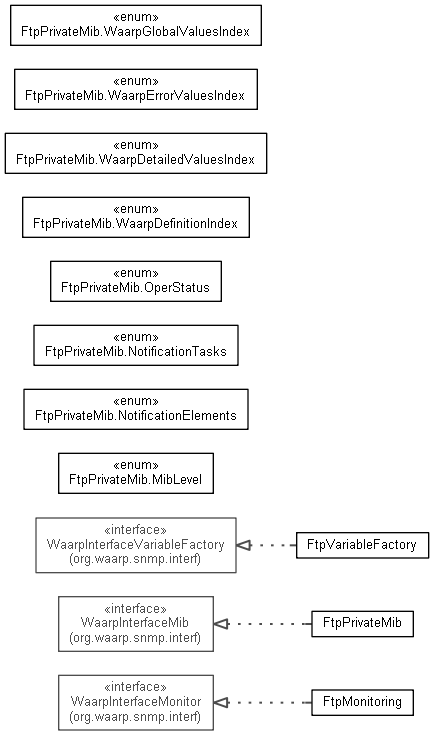 «enum»
FtpPrivateMib.WaarpGlobalValuesIndex
«enum»
FtpPrivateMib.WaarpErrorValuesIndex
«enum»
FtpPrivateMib.WaarpDetailedValuesIndex
«enum»
FtpPrivateMib.WaarpDefinitionIndex
«enum»
FtpPrivateMib.OperStatus
«enum»
FtpPrivateMib.NotificationTasks
«enum»
FtpPrivateMib.NotificationElements
«enum»
FtpPrivateMib.MibLevel
«interface»
WaarpInterfaceVariableFactory
(org.waarp.snmp.interf)
FtpVariableFactory
«interface»
WaarpInterfaceMib
(org.waarp.snmp.interf)
FtpPrivateMib
«interface»
WaarpInterfaceMonitor
(org.waarp.snmp.interf)
FtpMonitoring